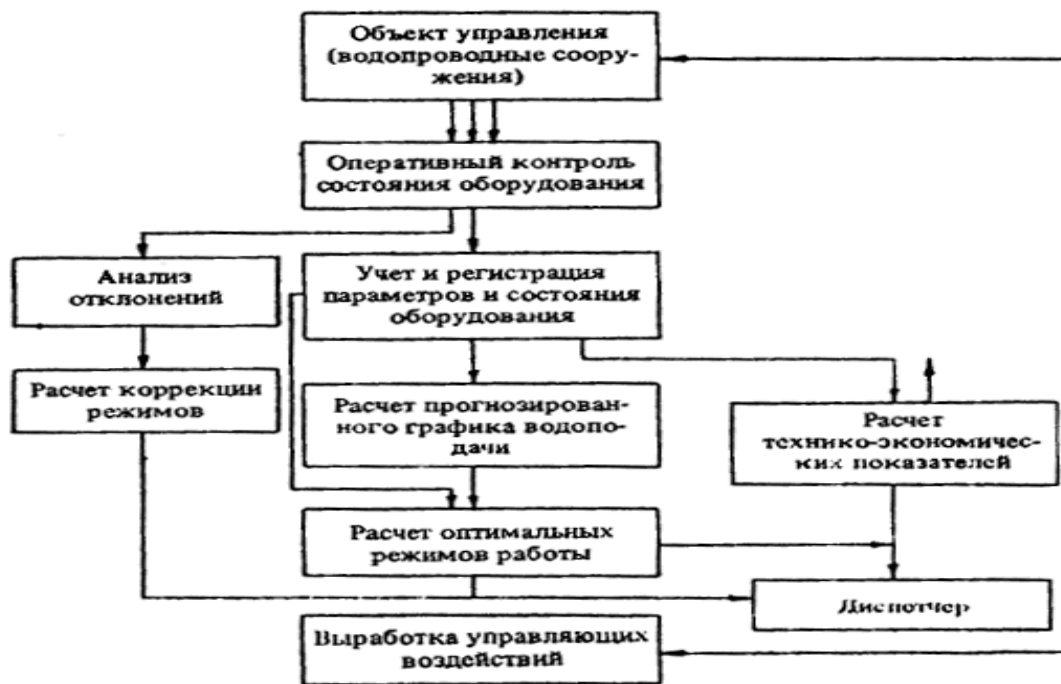 Объект управления
(водопроводные соору-
жения)
Оперативный контроль
состояния оборудования
Анализ
отклонений
Учет и регистрация
параметров и состояния
оборудования
Расчет коррекции
режимов
Расчет прогнозирован-
ного графика водопо-
дачи
Расчет
технико-экономичес-
ких показателей
Расчет оптимальных
режимов работы
Диспотчер
Выработка управляющих
воздействий